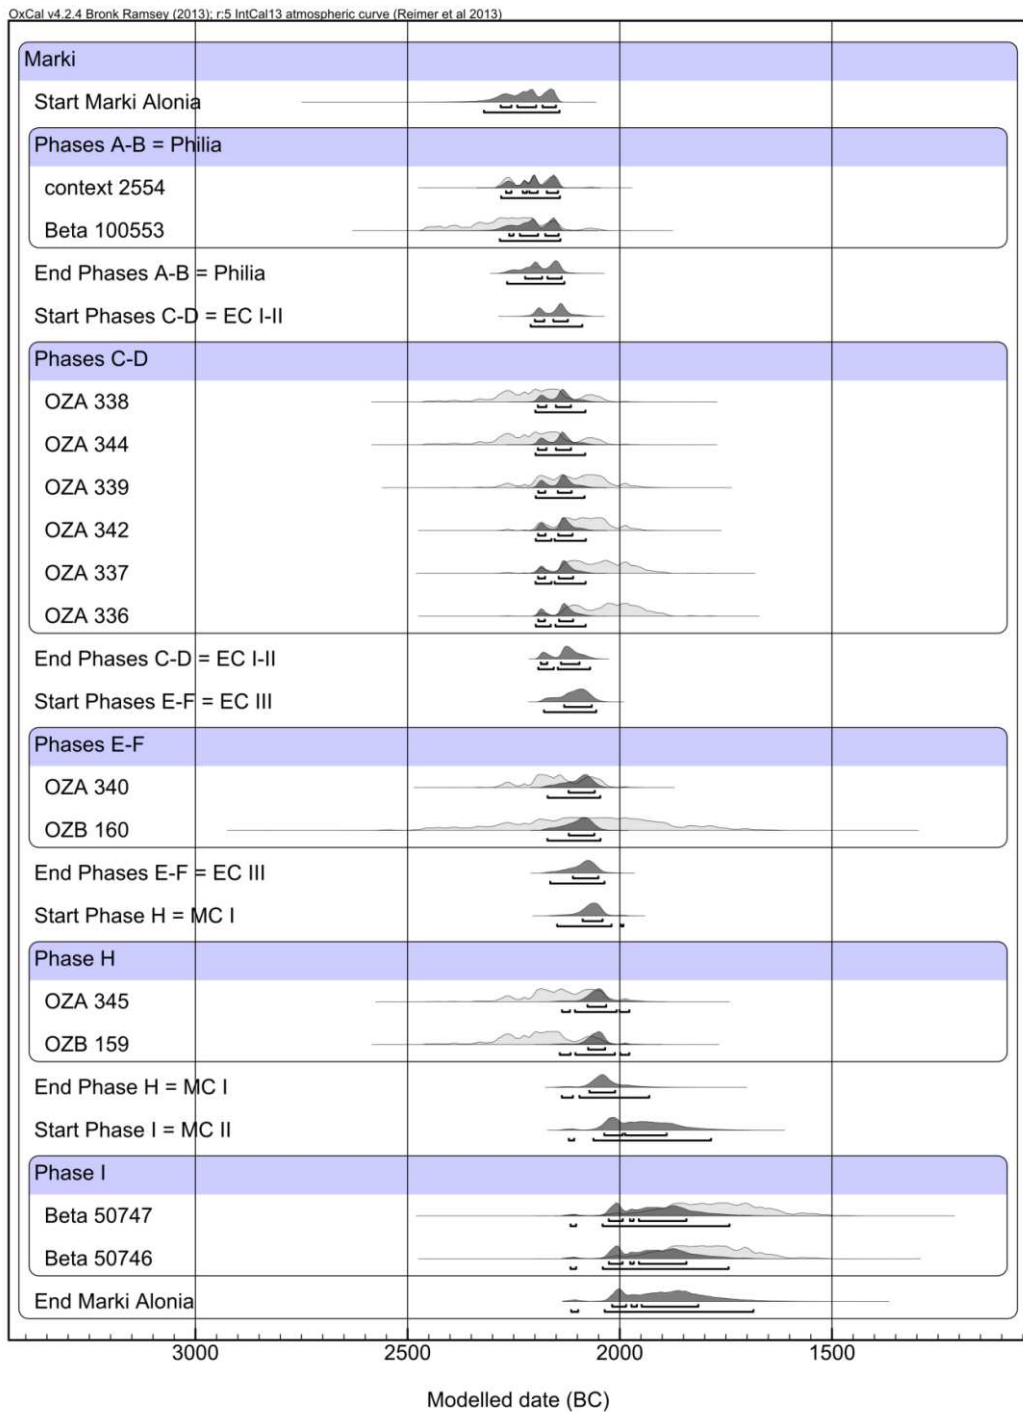 OxCal v4.2.4 Bronk Ramsey (2013); r:5 IntCal13 atmospheric curve (Reimer et al 2013)
Marki
Start Marki Alonia
Phases A-B = Philia
context 2554
Beta 100553
End Phases A-B = Philia
Start Phases C-D = EC I-II
Phases C-D
OZA 338
OZA 344
OZA 339
OZA 342
OZA 337
OZA 336
End Phases C-D = EC I-II
Start Phases E-F = EC III
Phases E-F
OZA 340
OZB 160
End Phases E-F = EC III
Start Phase H = MC I
Phase H
OZA 345
OZB 159
End Phase H = MC I
Start Phase I = MC II
Phase I
Beta 50747
Beta 50746
End Marki Alonia
3000 2500 2000 1500
Modelled date (BC)